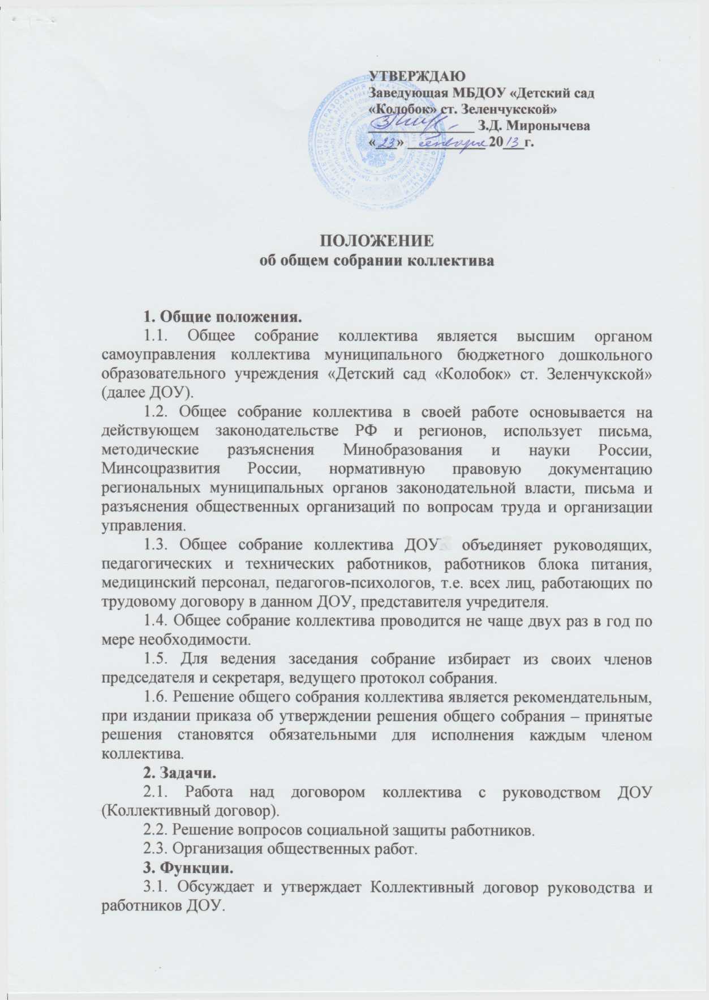 УТВЕРЖДАЮ
Заведующая МБДОУ «Детский сад
«Колобок» ст. Зеленчукской»
_______________ З.Д. Миронычева
«23» января 2013 г.
ПОЛОЖЕНИЕ
об общем собрании коллектива
1. Общие положения.
1.1. Общее собрание коллектива является высшим органом
самоуправления коллектива муниципального бюджетного дошкольного
образовательного учреждения «Детский сад «Колобок» ст. Зеленчукской»
(далее ДОУ).
1.2. Общее собрание коллектива в своей работе основывается на
действующем законодательстве РФ и регионов, использует письма,
методические разъяснения Минобразования и науки России,
Минсоцразвития России, нормативную правовую документацию
региональных муниципальных органов законодательной власти, письма и
разъяснения общественных организаций по вопросам труда и организации
управления.
1.3. Общее собрание коллектива ДОУ объединяет руководящих,
педагогических и технических работников, работников блока питания,
медицинский персонал, педагогов-психологов, т.е. всех лиц, работающих по
трудовому договору в данном ДОУ, представителя учредителя.
1.4. Общее собрание коллектива проводится не чаще двух раз в год по
мере необходимости.
1.5. Для ведения заседания собрание избирает из своих членов
председателя и секретаря, ведущего протокол собрания.
1.6. Решение общего собрания коллектива является рекомендательным,
при издании приказа об утверждении решения общего собрания – принятые
решения становятся обязательными для исполнения каждым членом
коллектива.
2. Задачи.
2.1. Работа над договором коллектива с руководством ДОУ
(Коллективный договор).
2.2. Решение вопросов социальной защиты работников.
2.3. Организация общественных работ.
3. Функции.
3.1. Обсуждает и утверждает Коллективный договор руководства и
работников ДОУ.